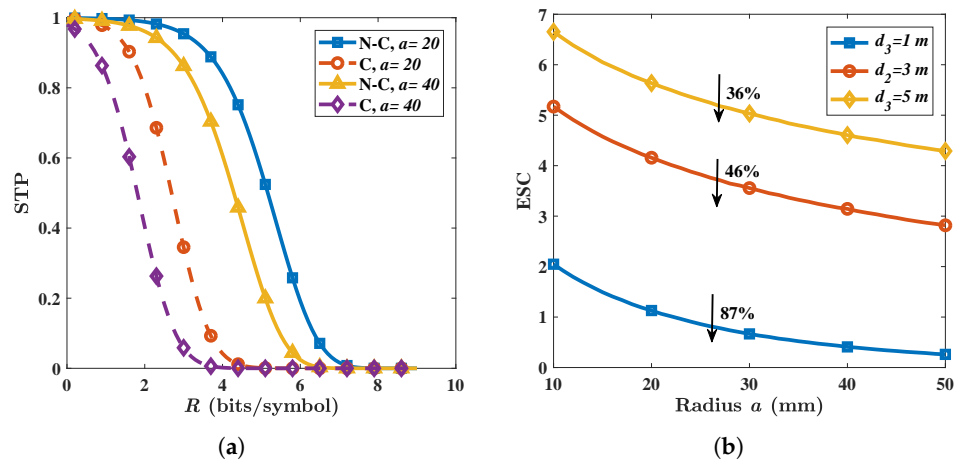 1
0.8
0.6
0.4
0.2
0
STP
0 2 4 6 8 10
R (bits/symbol)
N-C, a= 20
C, a= 20
N-C, a= 40
C, a= 40
(a)
7
6
5
4
3
2
1
0
ESC
10 20 30 40 50
Radius a (mm)
d3=1 m
d2=3 m
d3=5 m
36%
46%
87%
(b)